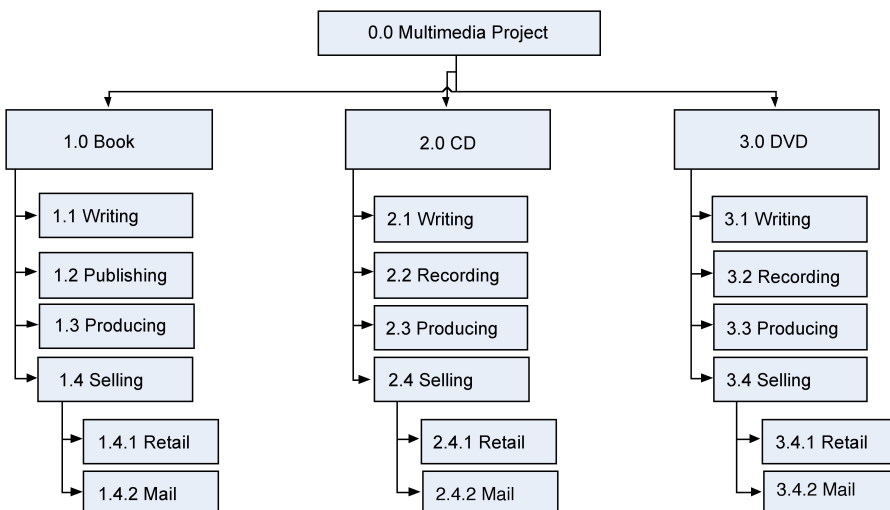 0.0 Multimedia Project
1.0 Book
1.1 Writing
1.2 Publishing
1.3 Producing
1.4 Selling
1.4.1 Retail
1.4.2 Mail
2.0 CD
2.1 Writing
2.2 Recording
2.3 Producing
2.4 Selling
2.4.1 Retail
2.4.2 Mail
3.0 DVD
3.1 Writing
3.2 Recording
3.3 Producing
3.4 Selling
3.4.1 Retail
3.4.2 Mail